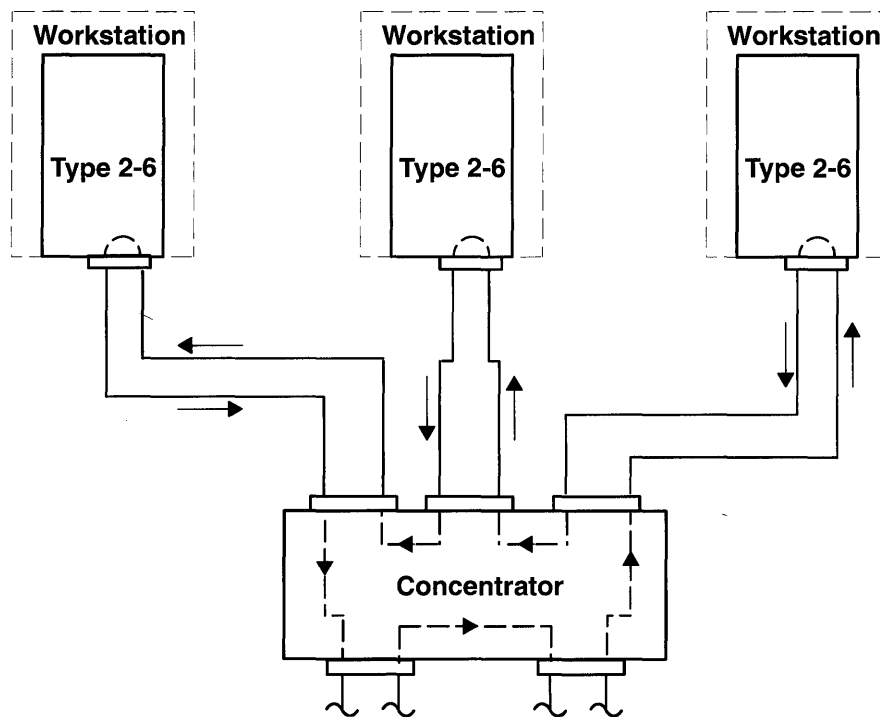 Workstation
Workstation
Workstation
Type 2-6
Type 2-6
Type 2-6
Concentrator